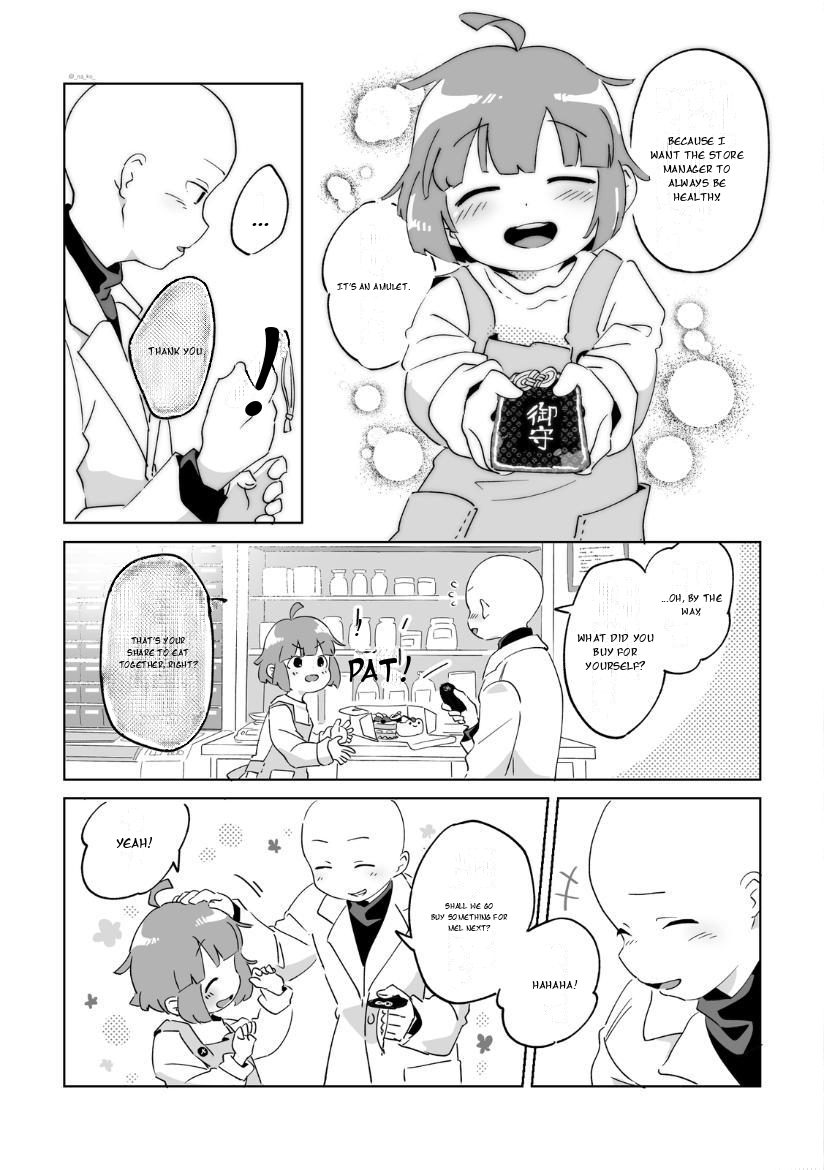 BECAUSE I
WANT THE STORE
MANAGER TO
ALWAYS BE
HEALTHY.
IT'S AN AMULET.
御守
@_na_ko_
...
THANK YOU
...OH, BY THE
WAY.
WHAT DID YOU
BUY FOR
YOURSELF?
PAT!
THAT'S YOUR
SHARE TO EAT
TOGETHER, RIGHT?
HAHAHA!
SHALL WE GO
BUY SOMETHING FOR
MEL NEXT?
YEAH!